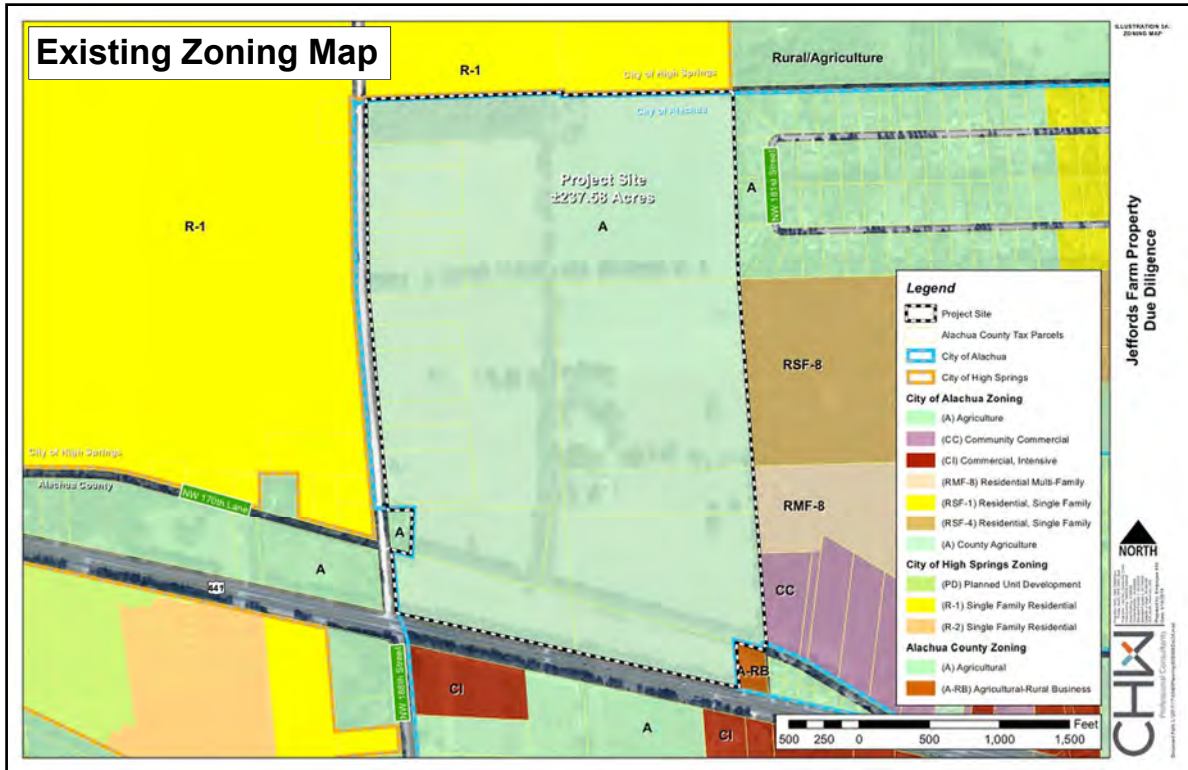 Existing Zoning Map
ILLUSTRATION 3A:
ZONING MAP
R-1
City of High Springs
Rural/Agriculture
City of Alachua
Project Site
±237.58 Acres
A
A
NW 181st Street
R-1
Jeffords Farm Property
Due Diligence
RSF-8
RMF-8
CC
City of High Springs
Alachua County
NW 170th Lane
A
A
441
NW 188th Street
CI
A-RB
A
CI
Legend
Project Site
Alachua County Tax Parcels
City of Alachua
City of High Springs
City of Alachua Zoning
(A) Agriculture
(CC) Community Commercial
(CI) Commercial, Intensive
(RMF-8) Residential Multi-Family
(RSF-1) Residential, Single Family
(RSF-4) Residential, Single Family
(A) County Agriculture
City of High Springs Zoning
(PD) Planned Unit Development
(R-1) Single Family Residential
(R-2) Single Family Residential
Alachua County Zoning
(A) Agricultural
(A-RB) Agricultural-Rural Business
Feet
500 250 0 500 1,000 1,500
NORTH
CHW
Professional Consultants